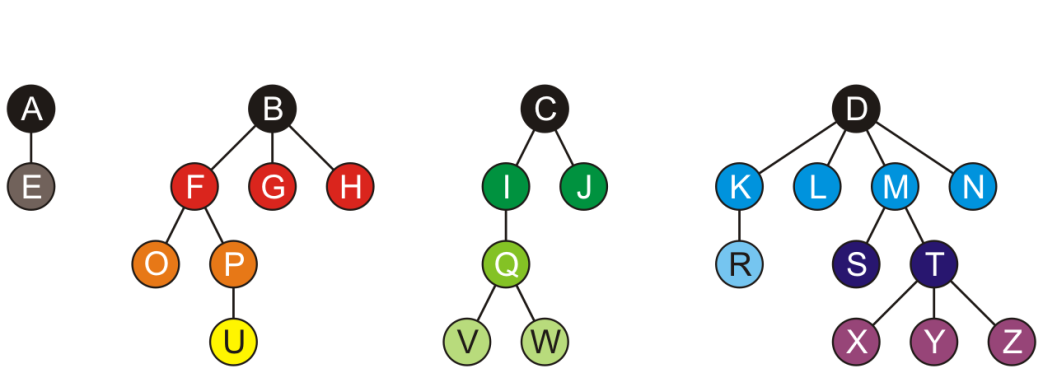 A B C D
E F G H I J K L M N
O P Q R S T
U V W X Y Z